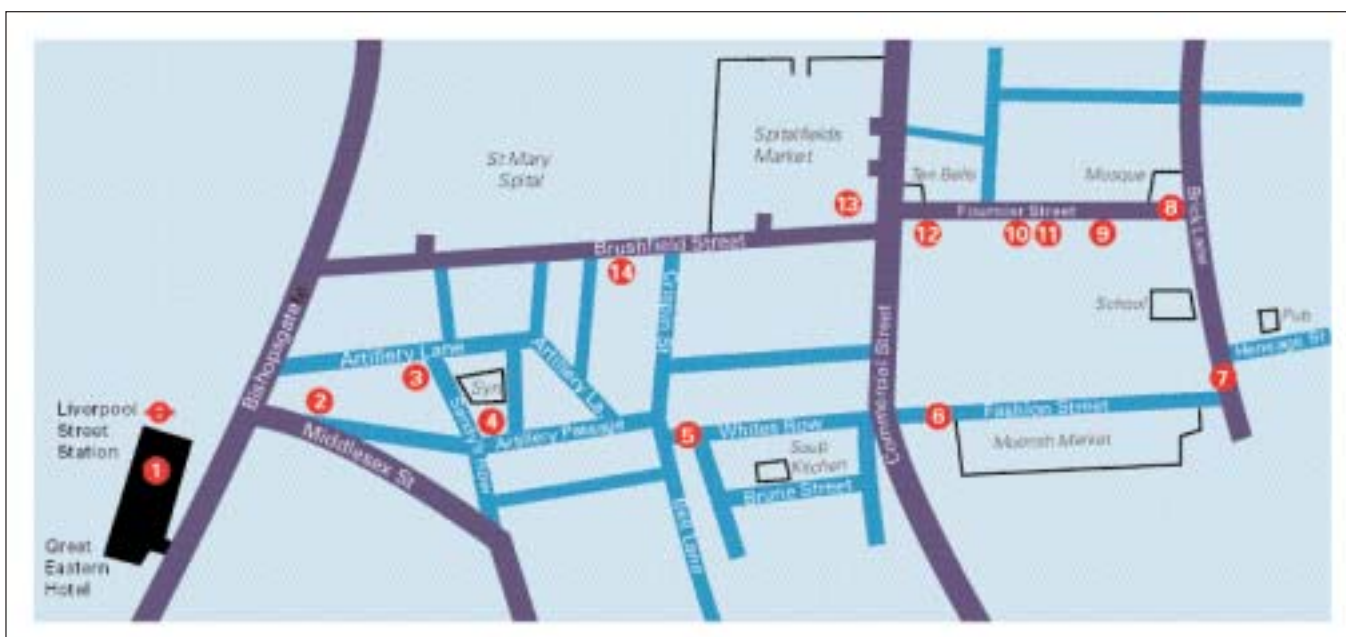 St Mary
Spital
Spitalfields
Market
Ten Bells
Mosque
13
8
Fournier Street
12
10
11
9
Brick Lane
Brushfield Street
14
Crispin St
Bishopsgate
School
Pub
Heneage St
Artillery Lane
Artillery La
Commercial Street
3
Syn
7
2
Liverpool
Street
Station
4
Sandy's Row
Artillery Passage
5
Whites Row
6
Fashion Street
Moorish Market
Middlesex St
Soup
Kitchen
1
Brune Street
Bell Lane
Great
Eastern
Hotel